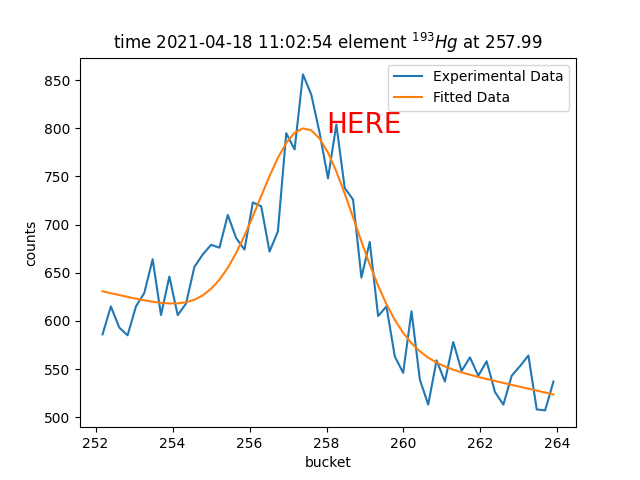 time 2021-04-18 11:02:54 element ¹⁹³Hg at 257.99
Experimental Data
Fitted Data
HERE
counts
850
800
750
700
650
600
550
500
252 254 256 258 260 262 264
bucket